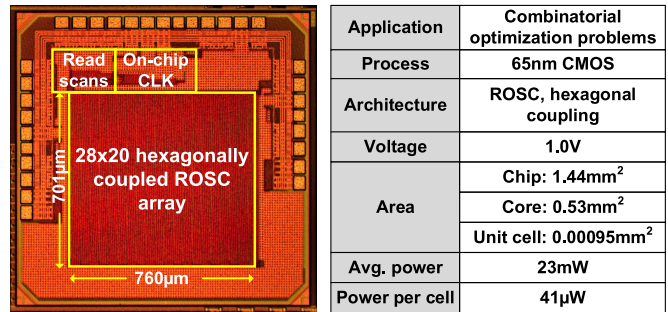 Read
scans
On-chip
CLK
28x20 hexagonally
coupled ROSC
array
701µm
760µm
Application
Combinatorial
optimization problems
Process
65nm CMOS
Architecture
ROSC, hexagonal
coupling
Voltage
1.0V
Area
Chip: 1.44mm²
Core: 0.53mm²
Unit cell: 0.00095mm²
Avg. power
23mW
Power per cell
41µW